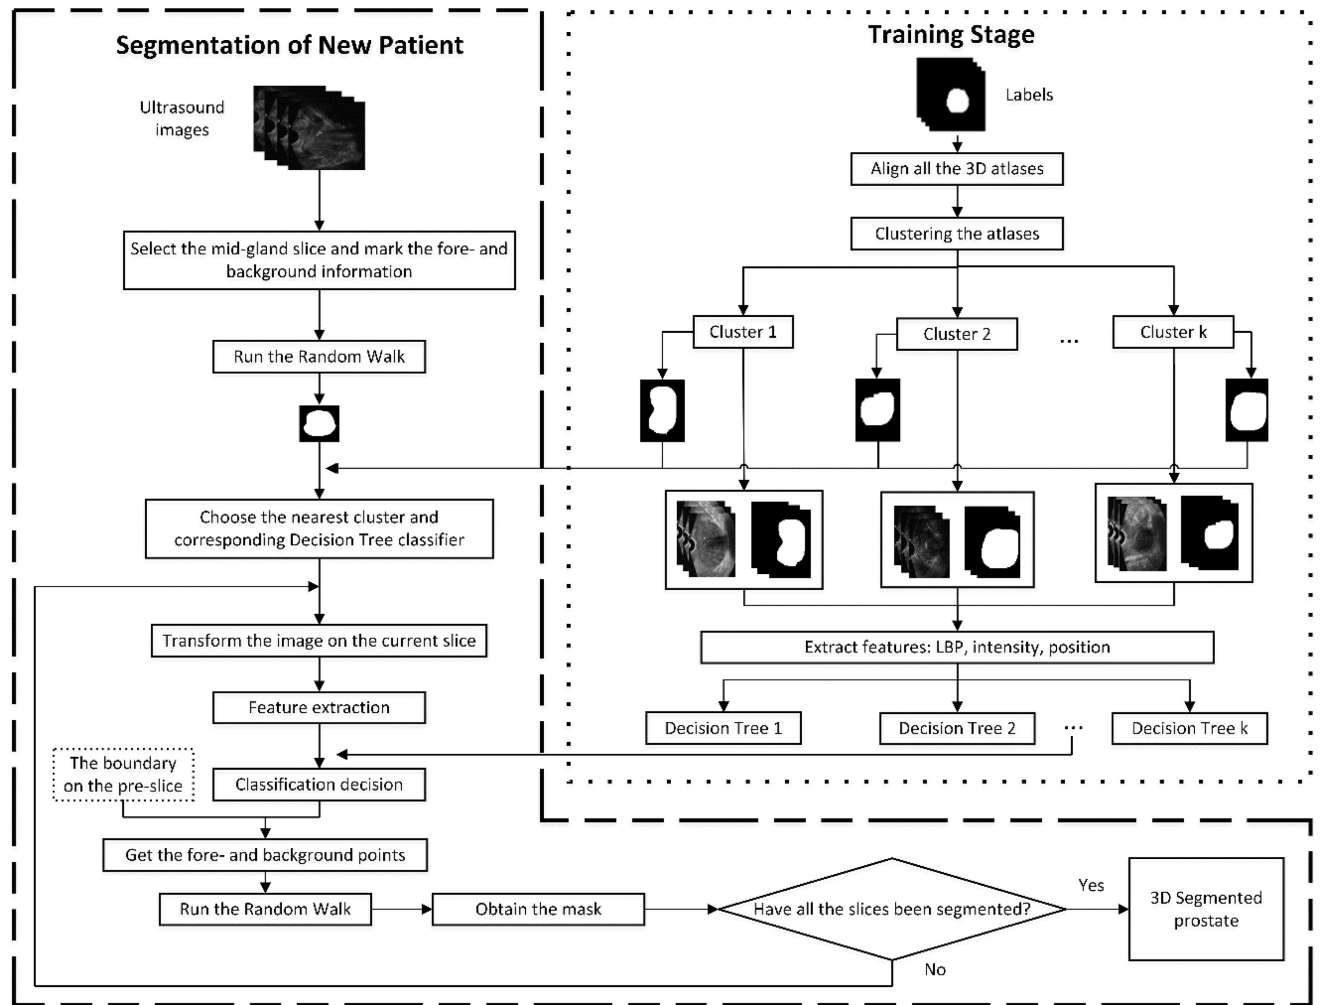 Segmentation of New Patient
Ultrasound
images
Select the mid-gland slice and mark the fore- and
background information
Run the Random Walk
Choose the nearest cluster and
corresponding Decision Tree classifier
Transform the image on the current slice
Feature extraction
The boundary
on the pre-slice
Classification decision
Get the fore- and background points
Run the Random Walk
Obtain the mask
Have all the slices been segmented?
Yes
No
3D Segmented
prostate
Training Stage
Labels
Align all the 3D atlases
Clustering the atlases
Cluster 1
Cluster 2
...
Cluster k
Extract features: LBP, intensity, position
Decision Tree 1
Decision Tree 2
...
Decision Tree k